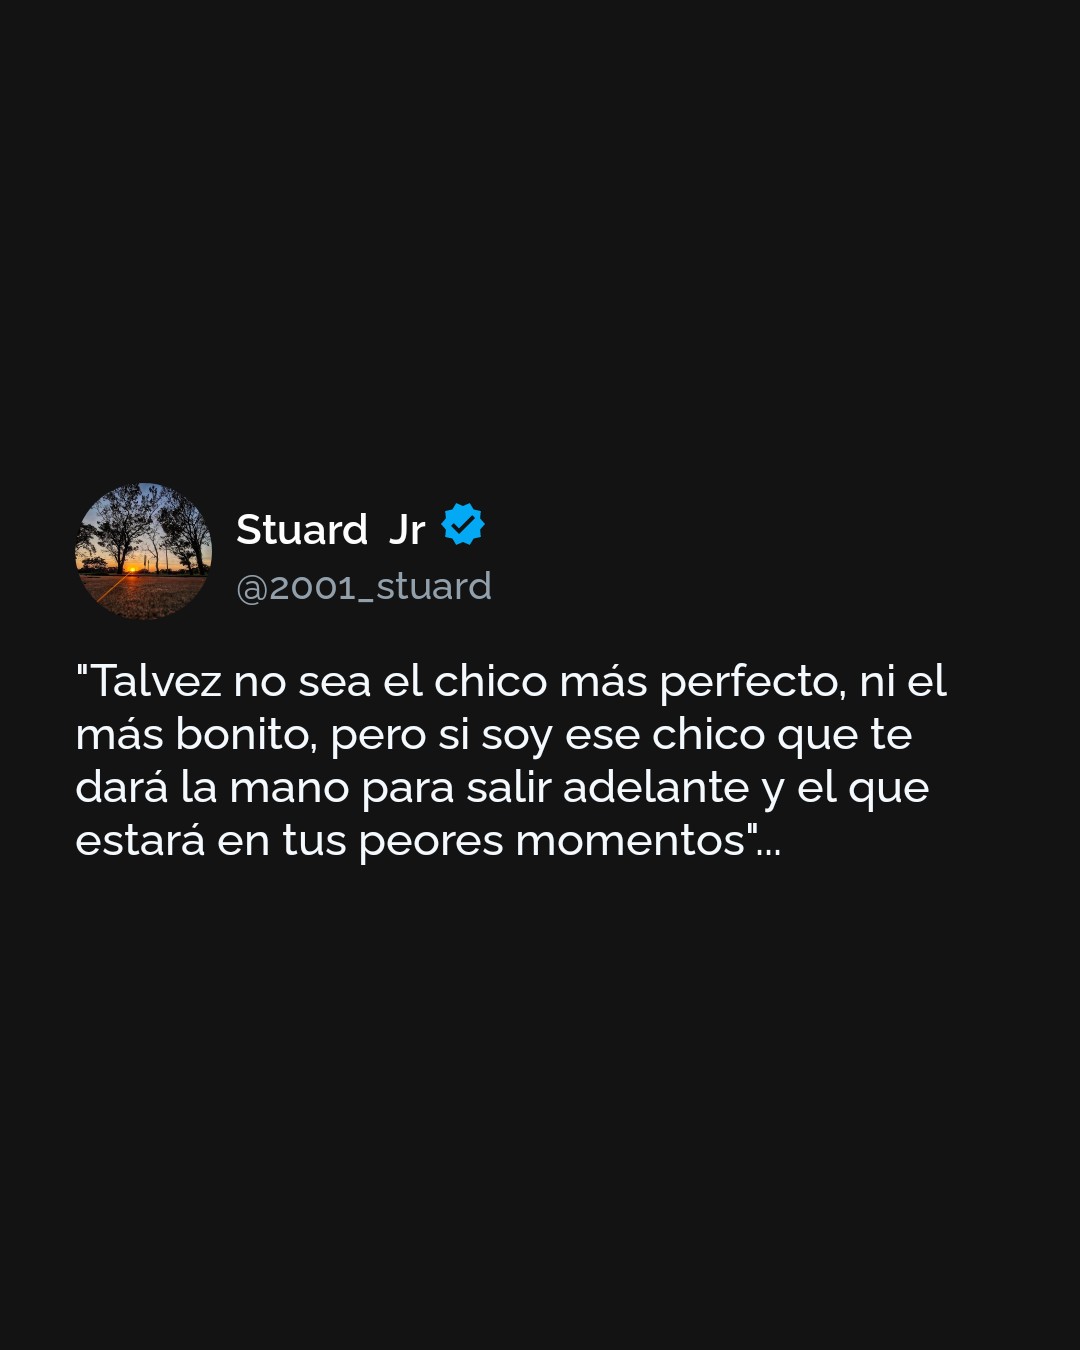 Stuard  Jr
@2001_stuard
"Talvez no sea el chico más perfecto, ni el
más bonito, pero si soy ese chico que te
dará la mano para salir adelante y el que
estará en tus peores momentos"...